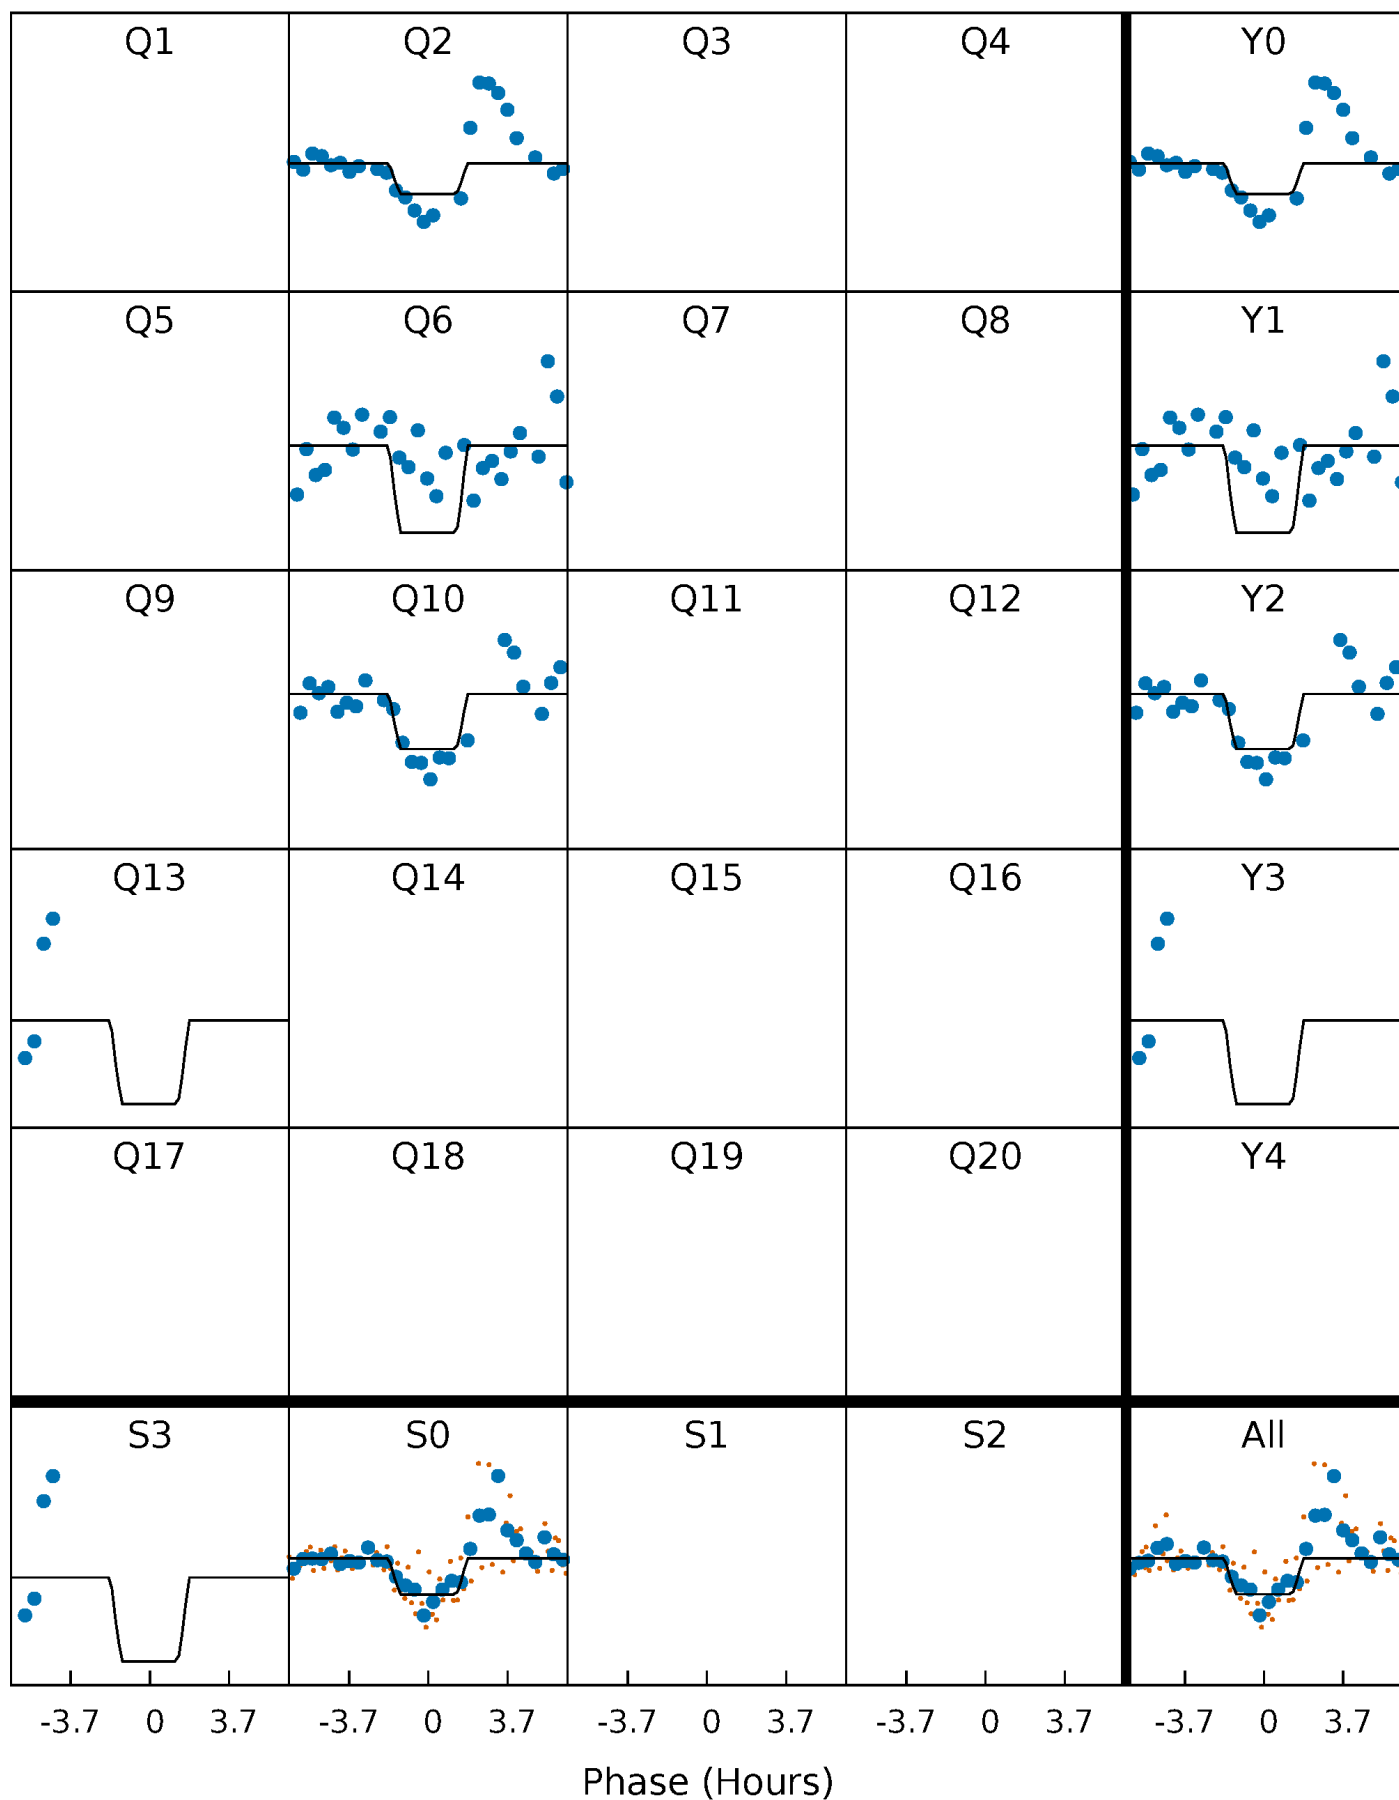 Q1 Q2 Q3 Q4 Y0
Q5 Q6 Q7 Q8 Y1
Q9 Q10 Q11 Q12 Y2
Q13 Q14 Q15 Q16 Y3
Q17 Q18 Q19 Q20 Y4
S3 S0 S1 S2 All
-3.7 0 3.7 -3.7 0 3.7 -3.7 0 3.7 -3.7 0 3.7 -3.7 0 3.7
Phase (Hours)